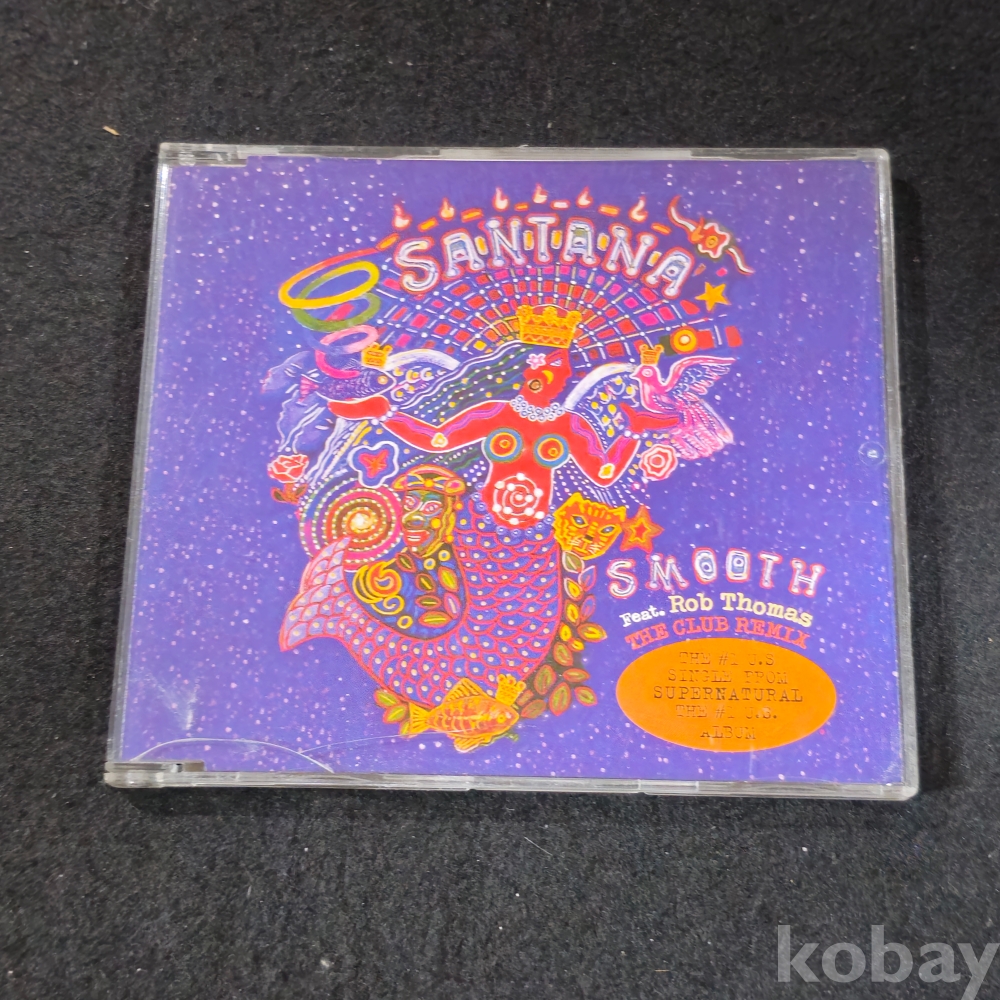 SANTANA
SMOOTH
Feat. Rob Thomas
THE CLUB REMIX
THE #1 U.S
SINGLE FROM
SUPERNATURAL
THE #1 U.S.
ALBUM
kobay